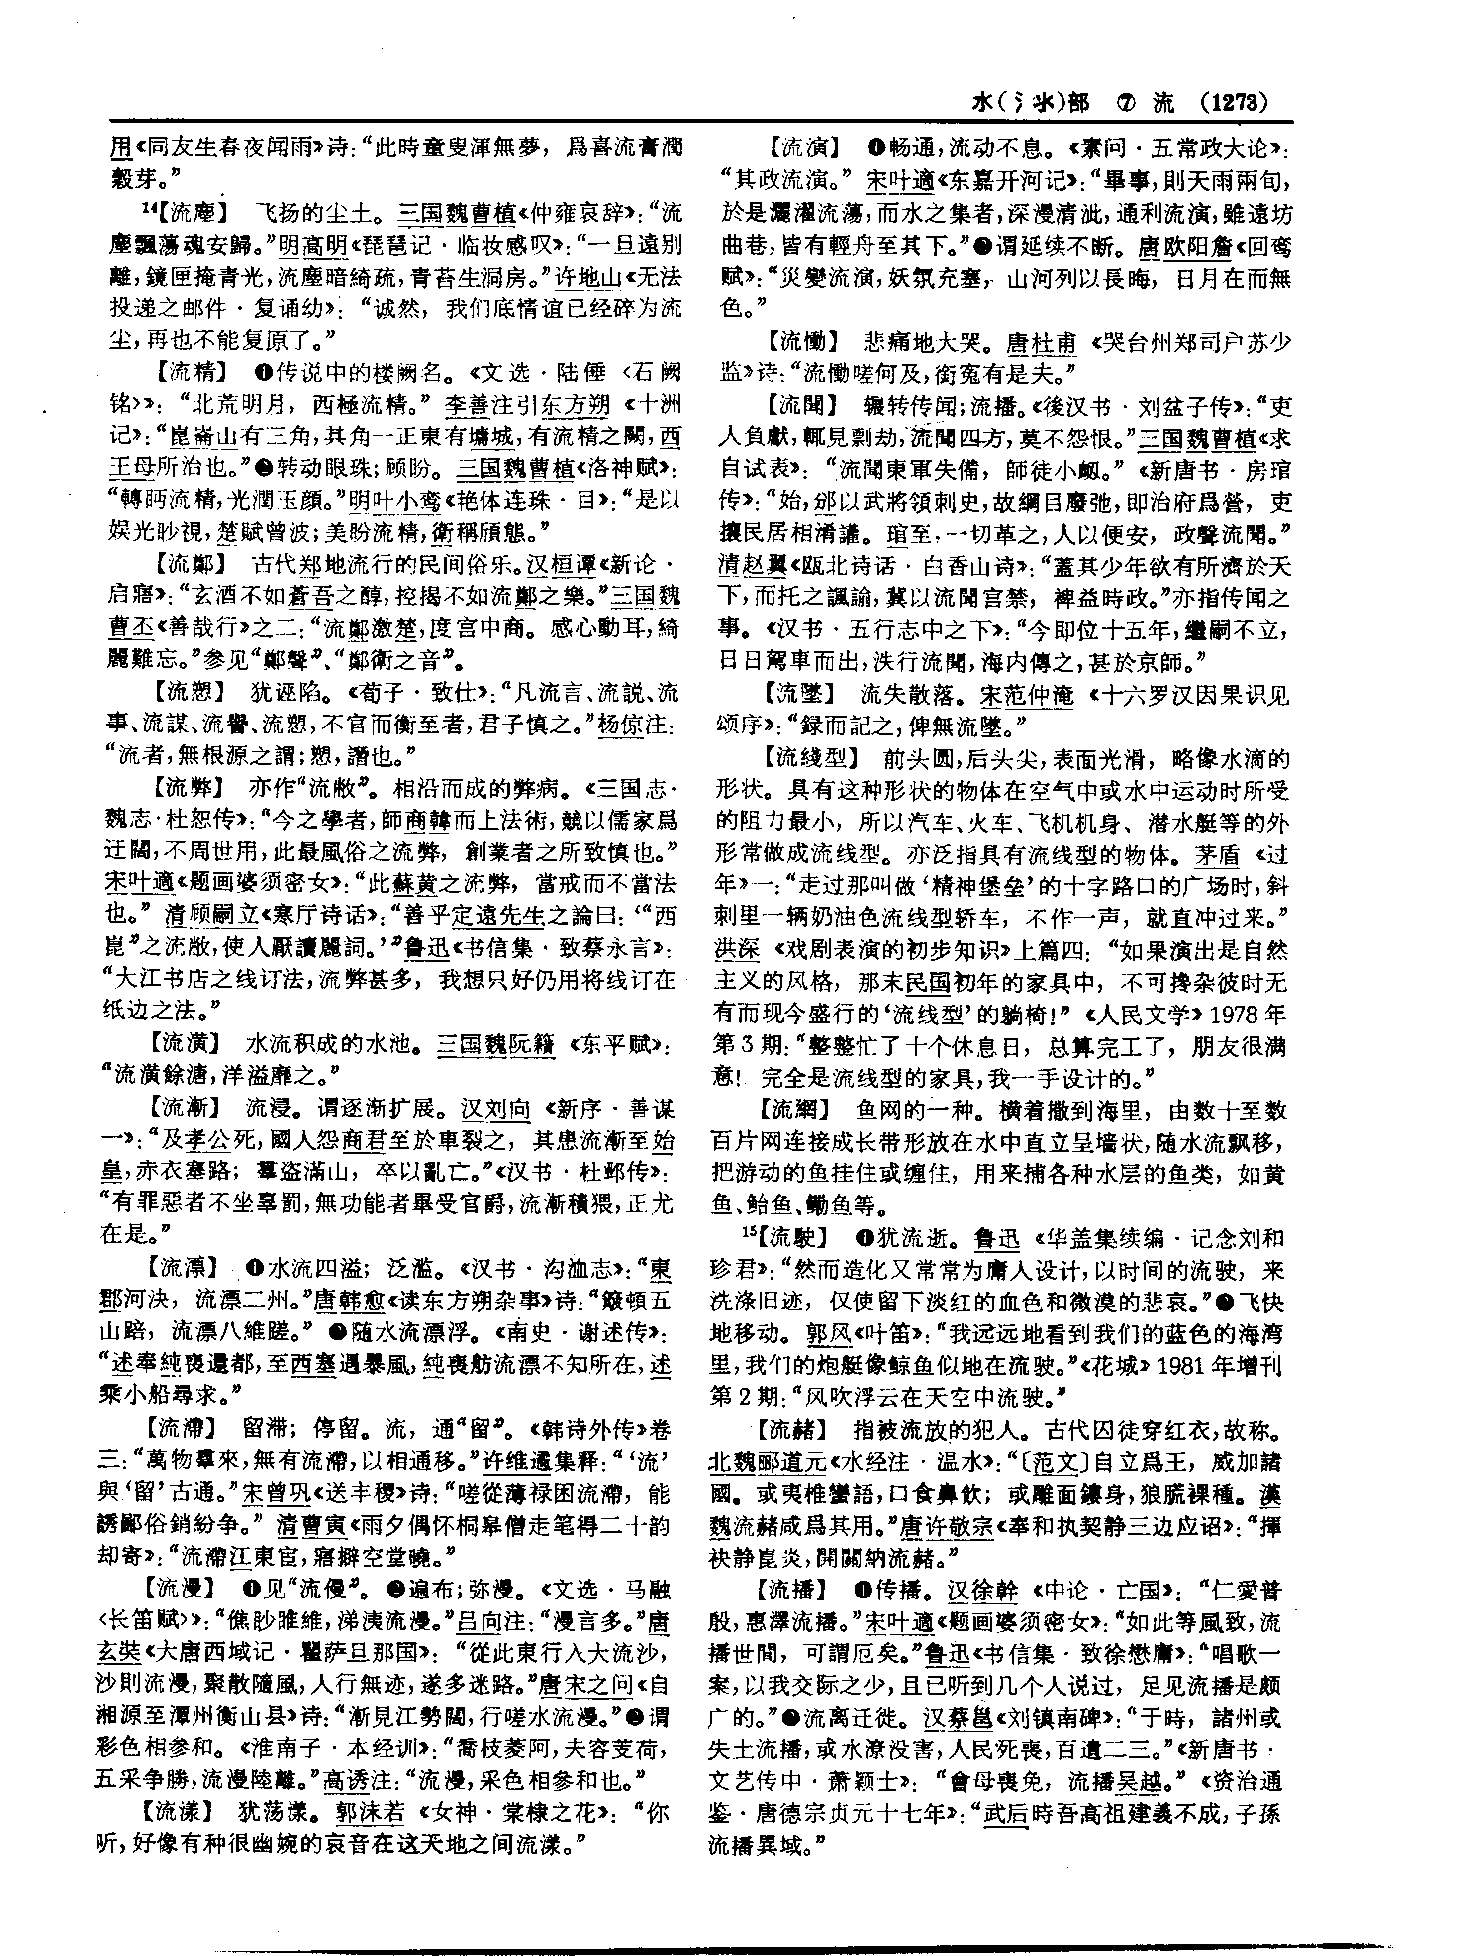 水(氵氺)部 ⑦ 流 (1273)
用《同友生春夜闻雨》诗:“此時童叟渾無夢, 爲喜流膏潤
穀芽。”
14【流塵】 飞扬的尘土。三国魏曹植《仲雍哀辞》:“流
塵飄蕩魂安歸。”明高明《琵琶记·临妆感叹》:“一旦遠别
離,鏡匣掩青光,流塵暗綺疏,青苔生洞房。”许地山《无法
投递之邮件·复诵幼》: “诚然, 我们底情谊已经碎为流
尘,再也不能复原了。”
【流精】 ❶传说中的楼阙名。《文选·陆倕〈石阙
铭〉》: “北荒明月, 西極流精。” 李善注引东方朔《十洲
记》:“崑崙山有三角,其角一正東有墉城,有流精之闕,西
王母所治也。”❷转动眼珠;顾盼。三国魏曹植《洛神赋》:
“轉眄流精,光潤玉顔。”明叶小鸾《艳体连珠·目》:“是以
娱光眇視,楚賦曾波;美盼流精,衛稱頎態。”
【流鄭】 古代郑地流行的民间俗乐。汉桓谭《新论·
启寤》:“玄酒不如蒼吾之醇,控揭不如流鄭之樂。”三国魏
曹丕《善哉行》之二:“流鄭激楚,度宫中商。感心動耳,綺
麗難忘。”参见“鄭聲”、“鄭衛之音”。
【流愬】 犹诬陷。《荀子·致仕》:“凡流言、流説、流
事、流謀、流譽、流愬,不官而衡至者,君子慎之。”杨倞注:
“流者,無根源之謂;愬,譖也。”
【流弊】 亦作“流敝”。相沿而成的弊病。《三国志·
魏志·杜恕传》:“今之學者,師商韓而上法術,競以儒家爲
迂闊,不周世用,此最風俗之流弊, 創業者之所致慎也。”
宋叶適《题画婆须密女》:“此蘇黄之流弊, 當戒而不當法
也。” 清顾嗣立《寒厅诗话》:“善乎定遠先生之論曰:‘“西
崑”之流敝,使人厭讀麗詞。’”鲁迅《书信集·致蔡永言》:
“大江书店之线订法,流弊甚多, 我想只好仍用将线订在
纸边之法。”
【流潢】 水流积成的水池。三国魏阮籍《东平赋》:
“流潢餘溏,洋溢靡之。”
【流漸】 流浸。谓逐渐扩展。汉刘向《新序·善谋
一》:“及孝公死,國人怨商君至於車裂之, 其患流漸至始
皇,赤衣塞路; 羣盗滿山, 卒以亂亡。”《汉书·杜邺传》:
“有罪惡者不坐辜罰,無功能者畢受官爵,流漸積猥,正尤
在是。”
【流漂】 ❶水流四溢; 泛滥。《汉书·沟洫志》:“東
郡河决, 流漂二州。”唐韩愈《读东方朔杂事》诗:“簸頓五
山踣, 流漂八維蹉。” ❷随水流漂浮。《南史·谢述传》:
“述奉純喪還都,至西塞遇暴風,純喪舫流漂不知所在,述
乘小船尋求。”
【流滯】 留滞; 停留。流, 通“留”。《韩诗外传》卷
三:“萬物羣來,無有流滯,以相通移。”许维遹集释:“‘流’
與‘留’古通。”宋曾巩《送丰稷》诗:“嗟從薄禄困流滯, 能
誘鄙俗銷紛争。” 清曹寅《雨夕偶怀桐皋僧走笔得二十韵
却寄》:“流滯江東宦,寤擗空堂曉。”
【流漫】 ❶见“流僈”。❷遍布;弥漫。《文选·马融
〈长笛赋〉》:“僬眇睢維,涕洟流漫。”吕向注:“漫言多。”唐
玄奘《大唐西域记·瞿萨旦那国》: “從此東行入大流沙,
沙則流漫,聚散隨風,人行無迹,遂多迷路。”唐宋之问《自
湘源至潭州衡山县》诗:“漸見江勢闊,行嗟水流漫。”❸谓
彩色相参和。《淮南子·本经训》:“喬枝菱阿,夫容芰荷,
五采争勝,流漫陸離。”高诱注:“流漫,采色相參和也。”
【流漾】 犹荡漾。郭沫若《女神·棠棣之花》: “你
听,好像有种很幽婉的哀音在这天地之间流漾。”
【流演】 ❶畅通,流动不息。《素问·五常政大论》:
“其政流演。” 宋叶適《东嘉开河记》:“畢事,則天雨兩旬,
於是灑濯流蕩,而水之集者,深漫清泚,通利流演,雖遠坊
曲巷,皆有輕舟至其下。”❷谓延续不断。唐欧阳詹《回鸾
赋》:“災變流演,妖氛充塞, 山河列以長晦, 日月在而無
色。”
【流慟】 悲痛地大哭。唐杜甫《哭台州郑司户苏少
监》诗:“流慟嗟何及,銜冤有是夫。”
【流聞】 辗转传闻;流播。《後汉书·刘盆子传》:“吏
人負獻,輒見剽劫,流聞四方,莫不怨恨。”三国魏曹植《求
自试表》: “流聞東軍失備, 師徒小衂。” 《新唐书·房琯
传》:“始,邠以武將領刺史,故綱目廢弛,即治府爲營, 吏
攘民居相淆讙。琯至,一切革之,人以便安, 政聲流聞。”
清赵翼《瓯北诗话·白香山诗》:“蓋其少年欲有所濟於天
下,而托之諷諭,冀以流聞宫禁, 裨益時政。”亦指传闻之
事。《汉书·五行志中之下》:“今即位十五年,繼嗣不立,
日日駕車而出,泆行流聞,海内傳之,甚於京師。”
【流墜】 流失散落。宋范仲淹《十六罗汉因果识见
颂序》:“録而記之,俾無流墜。”
【流线型】 前头圆,后头尖,表面光滑, 略像水滴的
形状。具有这种形状的物体在空气中或水中运动时所受
的阻力最小, 所以汽车、火车、飞机机身、 潜水艇等的外
形常做成流线型。亦泛指具有流线型的物体。茅盾《过
年》一:“走过那叫做‘精神堡垒’的十字路口的广场时,斜
刺里一辆奶油色流线型轿车, 不作一声, 就直冲过来。”
洪深《戏剧表演的初步知识》上篇四: “如果演出是自然
主义的风格, 那末民国初年的家具中, 不可搀杂彼时无
有而现今盛行的‘流线型’的躺椅!” 《人民文学》1978年
第3期:“整整忙了十个休息日, 总算完工了, 朋友很满
意! 完全是流线型的家具,我一手设计的。”
【流網】 鱼网的一种。横着撒到海里, 由数十至数
百片网连接成长带形放在水中直立呈墙状,随水流飘移,
把游动的鱼挂住或缠住, 用来捕各种水层的鱼类, 如黄
鱼、鲐鱼、鳓鱼等。
15【流駛】 ❶犹流逝。鲁迅《华盖集续编·记念刘和
珍君》:“然而造化又常常为庸人设计,以时间的流驶, 来
洗涤旧迹, 仅使留下淡红的血色和微漠的悲哀。”❷飞快
地移动。郭风《叶笛》:“我远远地看到我们的蓝色的海湾
里,我们的炮艇像鲸鱼似地在流驶。”《花城》1981年增刊
第2期:“风吹浮云在天空中流驶。”
【流赭】 指被流放的犯人。古代囚徒穿红衣,故称。
北魏郦道元《水经注·温水》:“〔范文〕自立爲王, 威加諸
國。或夷椎蠻語,口食鼻飲; 或雕面鏤身,狼𦝢裸種。漢
魏流赭咸爲其用。”唐许敬宗《奉和执契静三边应诏》:“揮
袂静崑炎,開關納流赭。”
【流播】 ❶传播。汉徐幹《中论·亡国》: “仁愛普
殷,惠澤流播。”宋叶適《题画婆须密女》:“如此等風致,流
播世間, 可謂厄矣。”鲁迅《书信集·致徐懋庸》:“唱歌一
案,以我交际之少,且已听到几个人说过, 足见流播是颇
广的。”❷流离迁徙。汉蔡邕《刘镇南碑》:“于時, 諸州或
失土流播,或水潦没害,人民死喪,百遺二三。”《新唐书·
文艺传中·萧颖士》: “會母喪免, 流播吴越。” 《资治通
鉴·唐德宗贞元十七年》:“武后時吾高祖建義不成,子孫
流播異域。”